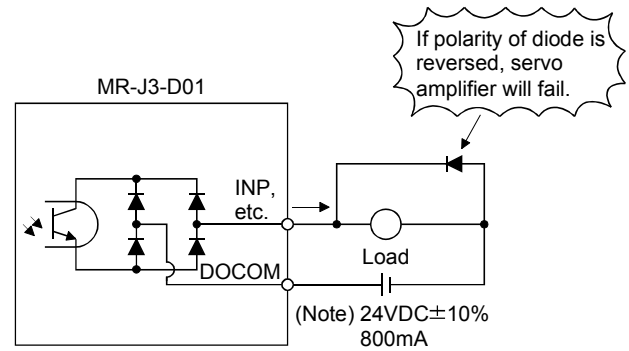 If polarity of diode is
reversed, servo
amplifier will fail.
MR-J3-D01
INP,
etc.
Load
DOCOM
(Note) 24VDC±10%
800mA